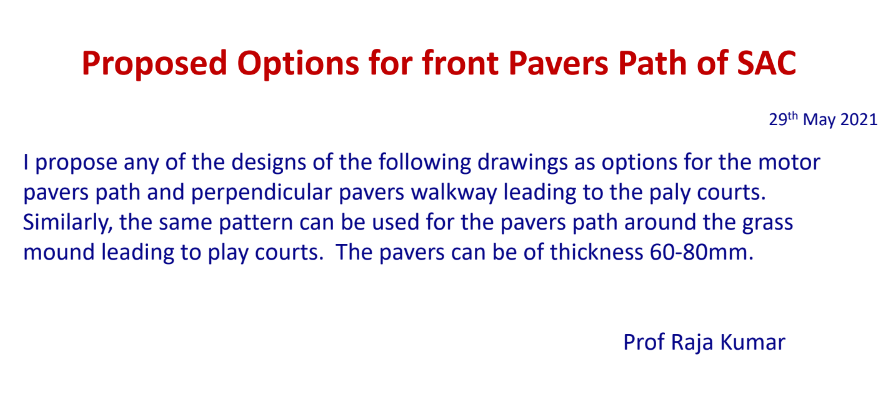 Proposed Options for front Pavers Path of SAC
29th May 2021
I propose any of the designs of the following drawings as options for the motor
pavers path and perpendicular pavers walkway leading to the paly courts.
Similarly, the same pattern can be used for the pavers path around the grass
mound leading to play courts.  The pavers can be of thickness 60-80mm.
Prof Raja Kumar